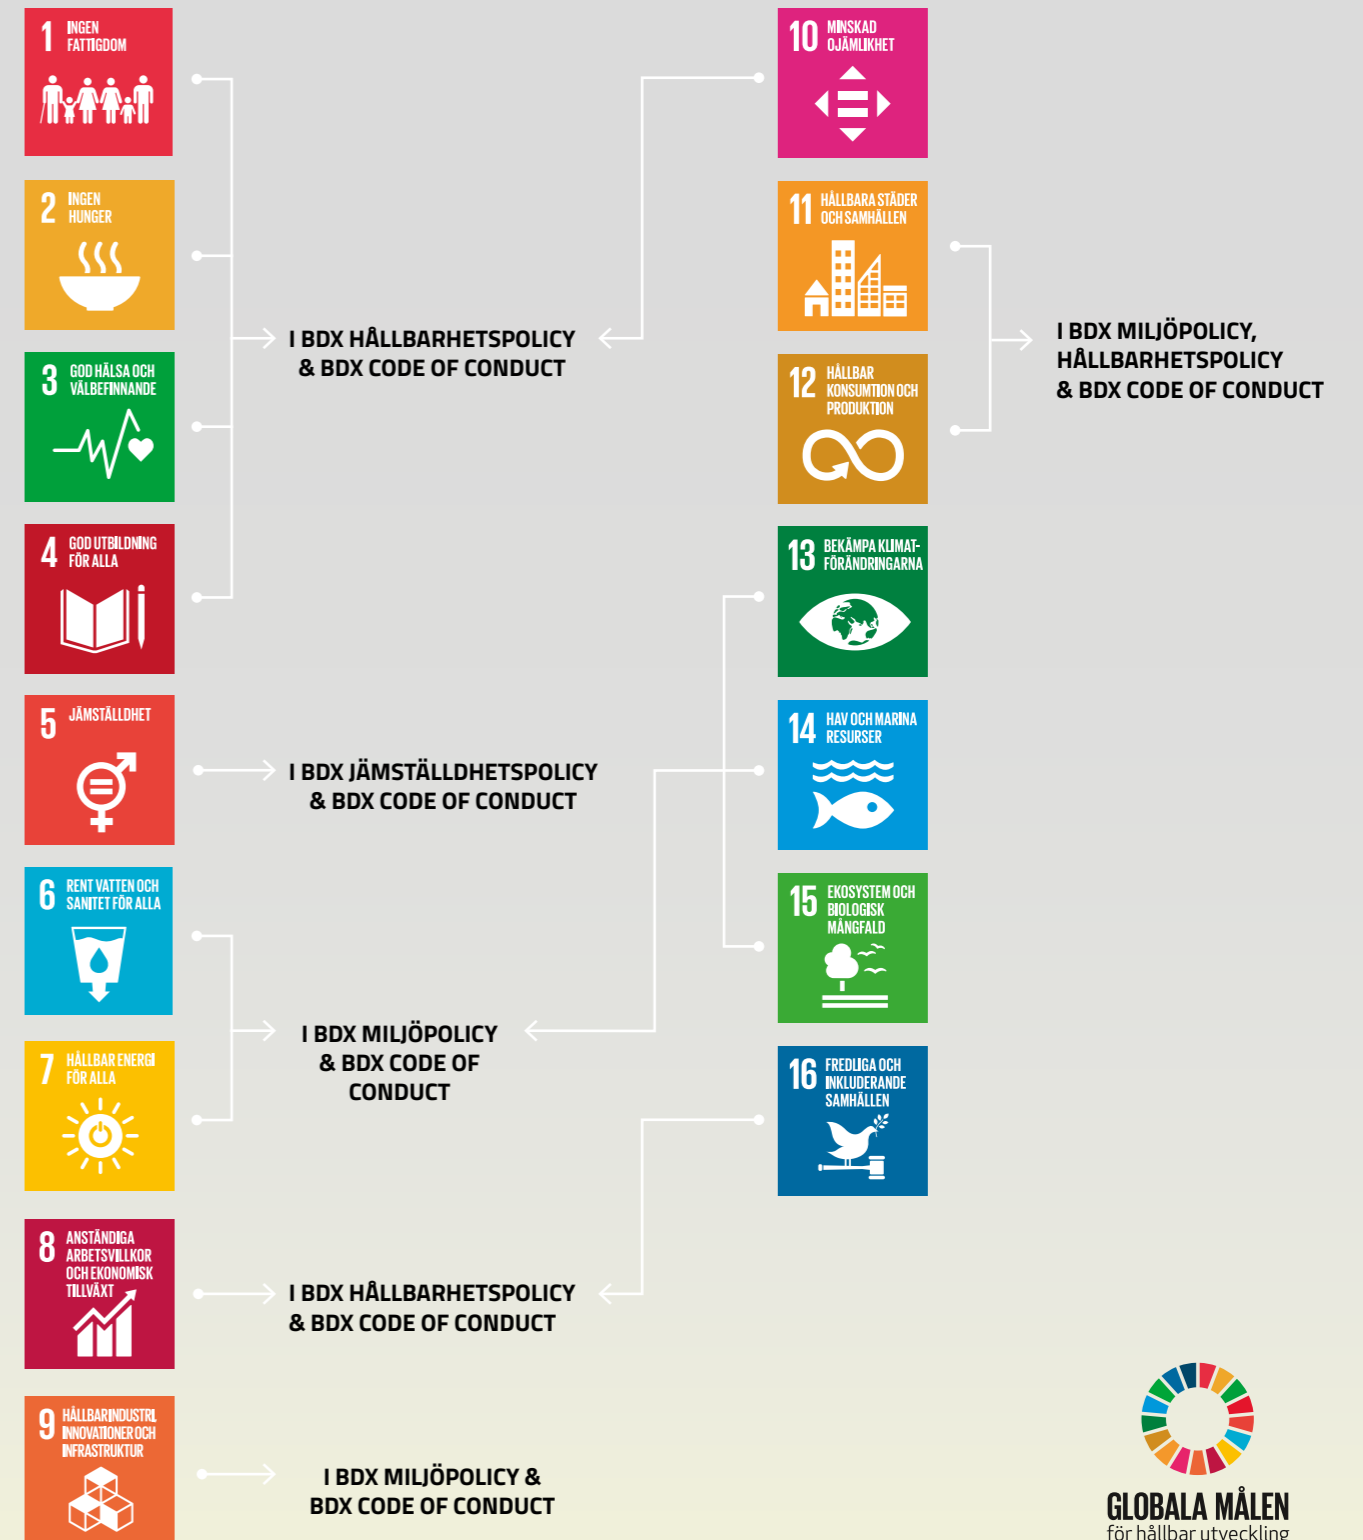 1 INGEN
FATTIGDOM
2 INGEN
HUNGER
3 GOD HÄLSA OCH
VÄLBEFINNANDE
4 GOD UTBILDNING
FÖR ALLA
I BDX HÅLLBARHETSPOLICY
& BDX CODE OF CONDUCT
5 JÄMSTÄLLDHET
I BDX JÄMSTÄLLDHETSPOLICY
& BDX CODE OF CONDUCT
6 RENT VATTEN OCH
SANITET FÖR ALLA
7 HÅLLBAR ENERGI
FÖR ALLA
I BDX MILJÖPOLICY
& BDX CODE OF
CONDUCT
8 ANSTÄNDIGA
ARBETSVILLKOR
OCH EKONOMISK
TILLVÄXT
I BDX HÅLLBARHETSPOLICY
& BDX CODE OF CONDUCT
9 HÅLLBAR INDUSTRI,
INNOVATIONER OCH
INFRASTRUKTUR
I BDX MILJÖPOLICY &
BDX CODE OF CONDUCT
10 MINSKAD
OJÄMLIKHET
11 HÅLLBARA STÄDER
OCH SAMHÄLLEN
12 HÅLLBAR
KONSUMTION OCH
PRODUKTION
I BDX MILJÖPOLICY,
HÅLLBARHETSPOLICY
& BDX CODE OF CONDUCT
13 BEKÄMPA KLIMAT-
FÖRÄNDRINGARNA
14 HAV OCH MARINA
RESURSER
15 EKOSYSTEM OCH
BIOLOGISK
MÅNGFALD
16 FREDLIGA OCH
INKLUDERANDE
SAMHÄLLEN
GLOBALA MÅLEN
för hållbar utveckling